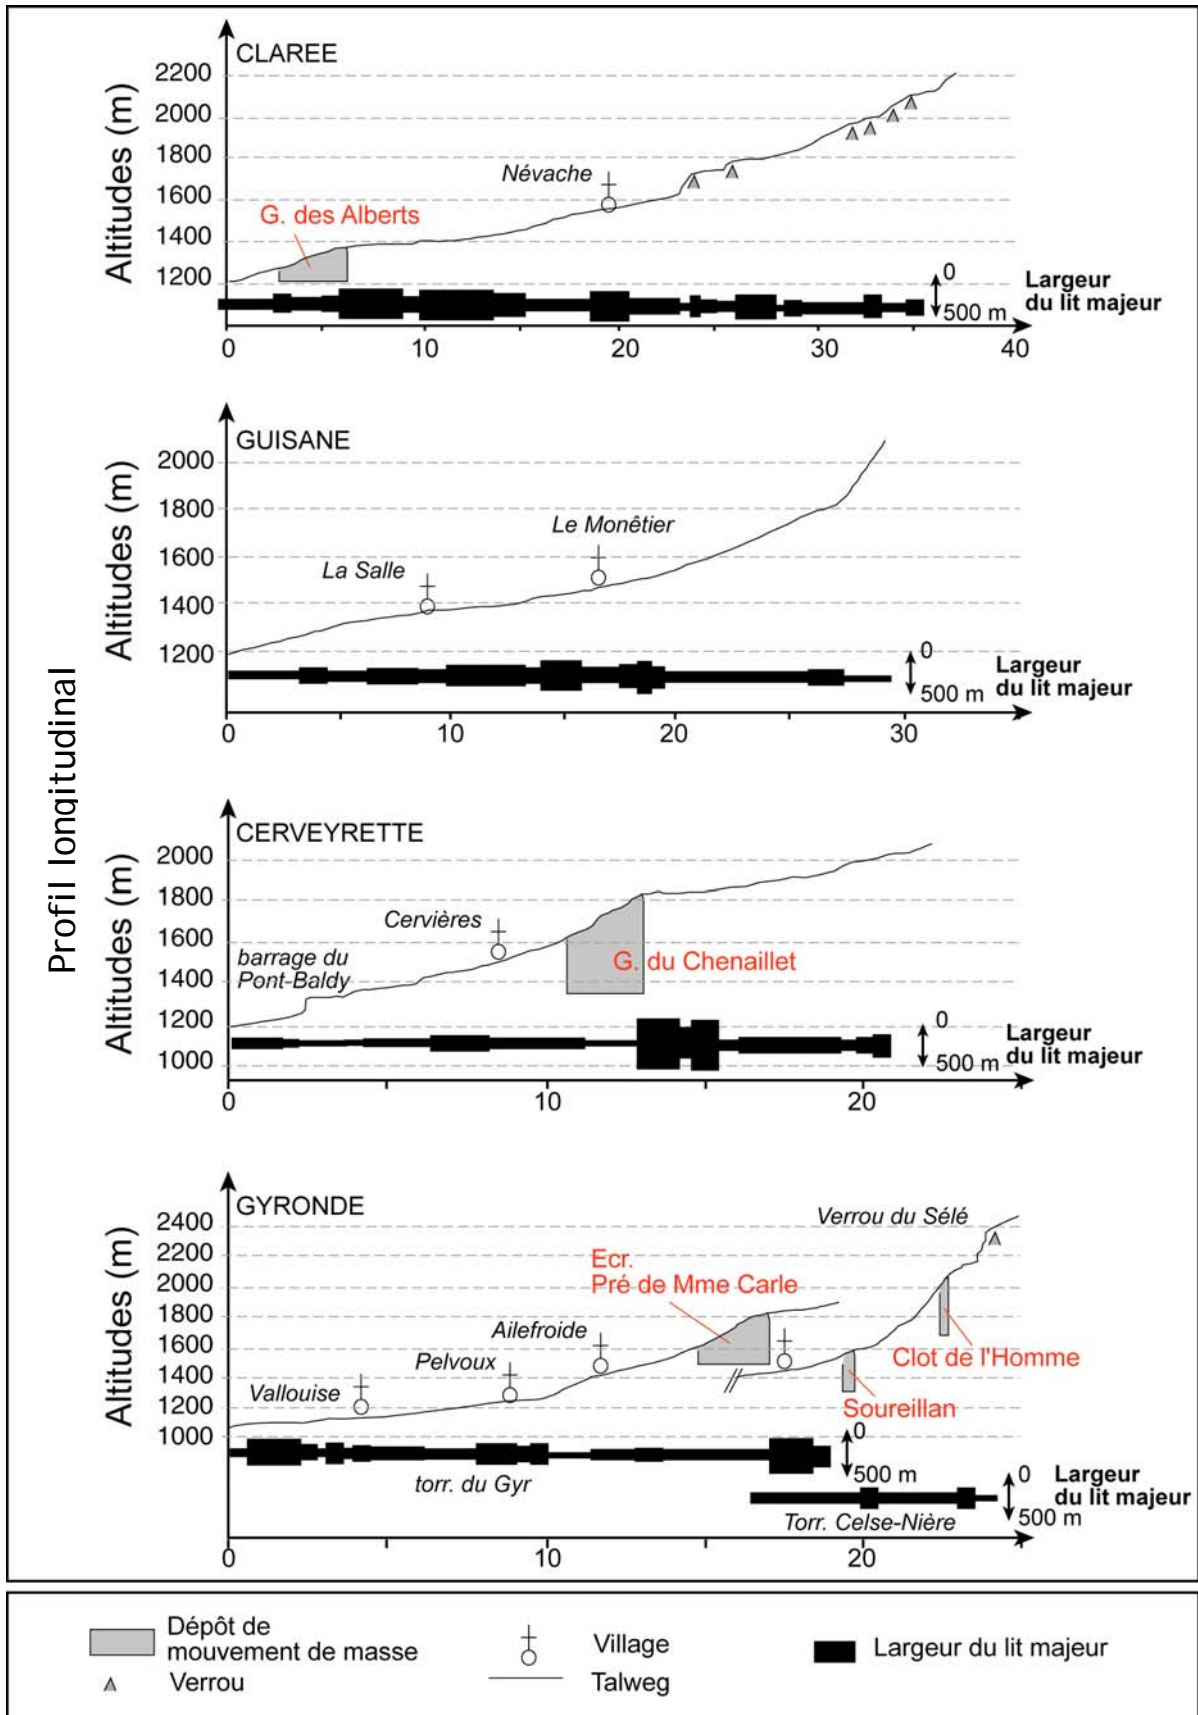 Profil longitudinal
CLAREE
Altitudes (m)
2200
2000
1800
1600
1400
1200
Névache
G. des Alberts
0
500 m
Largeur
du lit majeur
0
10
20
30
40
GUISANE
Altitudes (m)
2000
1800
1600
1400
1200
La Salle
Le Monêtier
0
500 m
Largeur
du lit majeur
0
10
20
30
CERVEYRETTE
Altitudes (m)
2000
1800
1600
1400
1200
1000
barrage du
Pont-Baldy
Cervières
G. du Chenaillet
0
500 m
Largeur
du lit majeur
0
10
20
GYRONDE
Altitudes (m)
2400
2200
2000
1800
1600
1400
1200
1000
Verrou du Sélé
Ecr.
Pré de Mme Carle
Ailefroide
Pelvoux
Vallouise
Clot de l'Homme
Soureillan
0
500 m
torr. du Gyr
0
500 m
Largeur
du lit majeur
Torr. Celse-Nière
0
10
20
Dépôt de
mouvement de masse
Verrou
Village
Talweg
Largeur du lit majeur